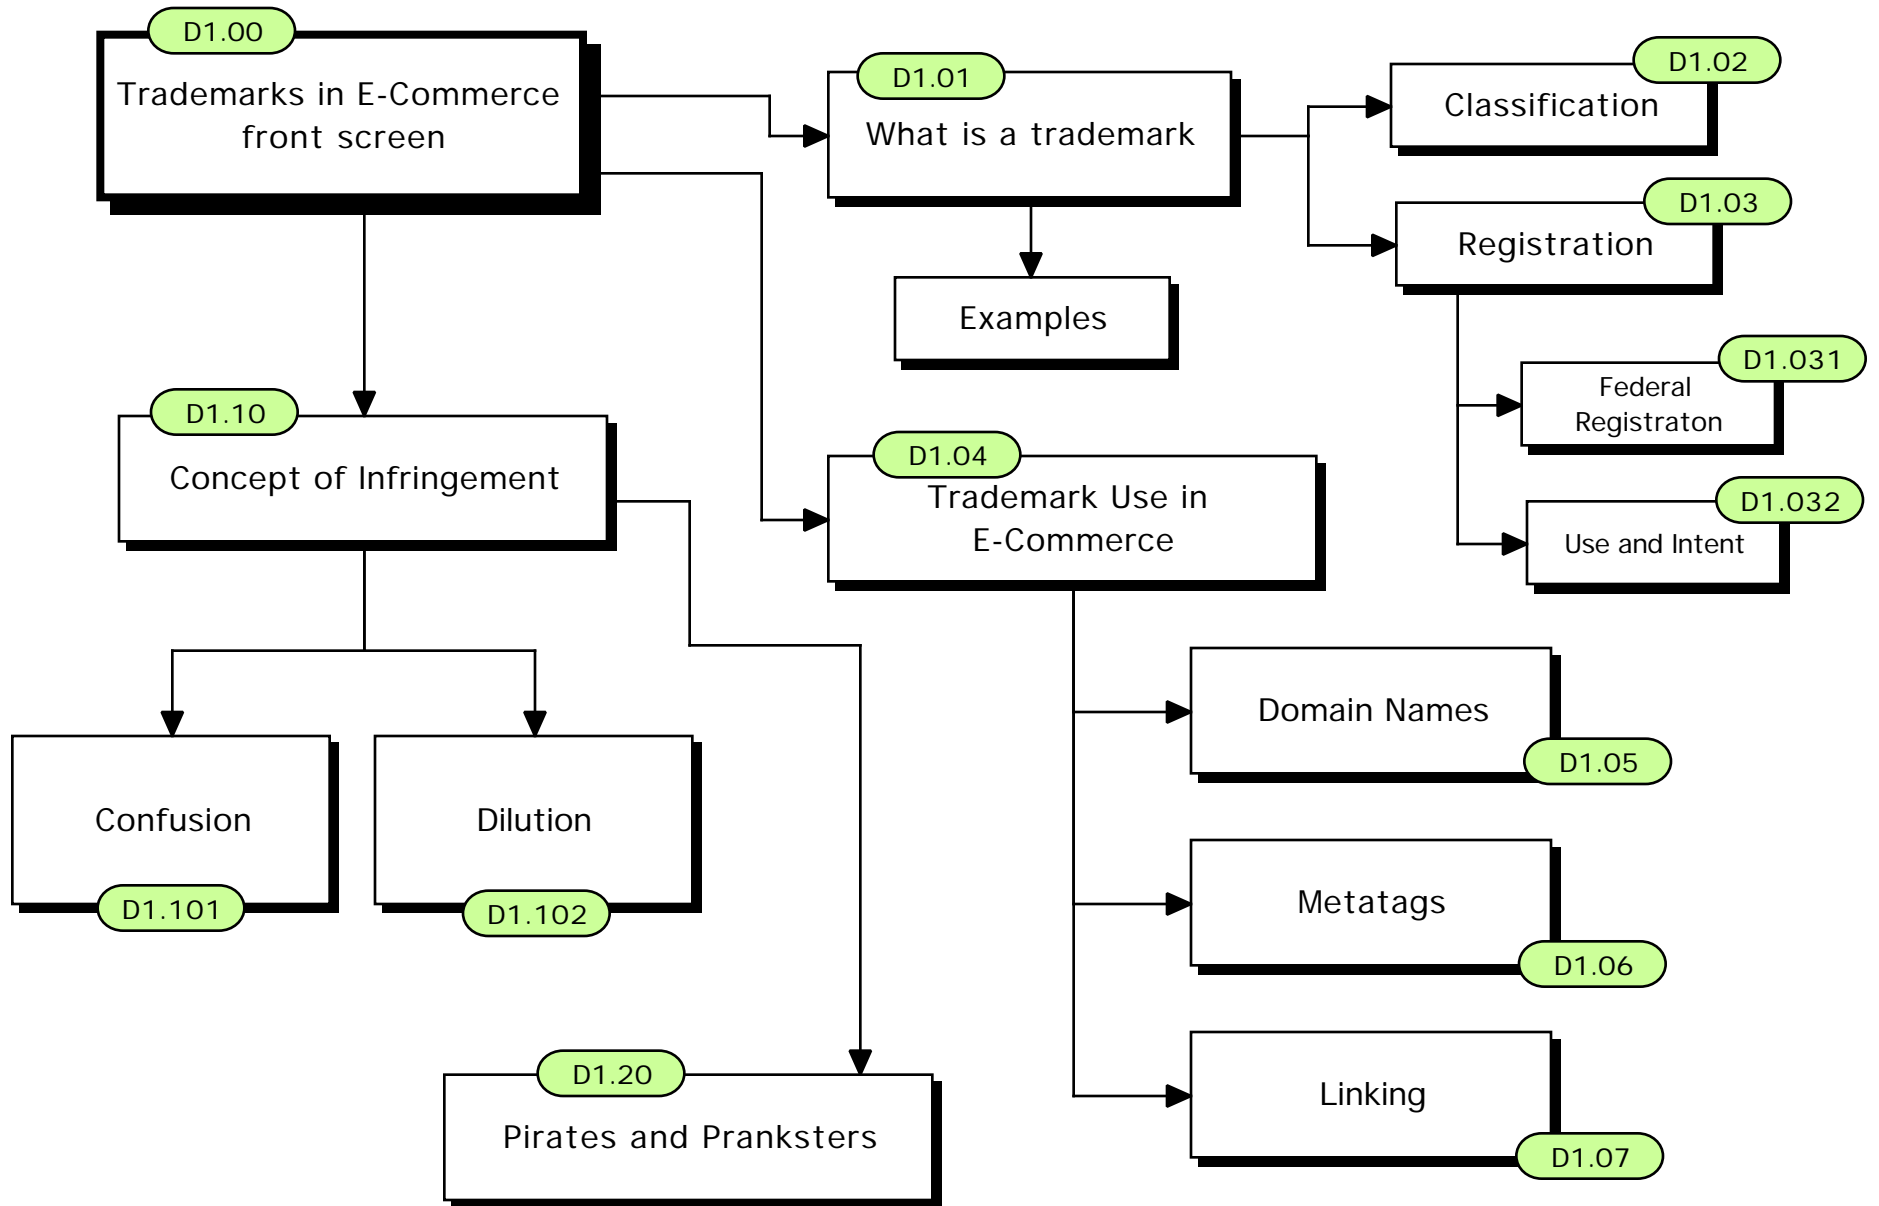 D1.00
Trademarks in E-Commerce
front screen
D1.01
What is a trademark
D1.02
Classification
D1.03
Registration
Examples
D1.031
Federal
Registraton
D1.032
Use and Intent
D1.10
Concept of Infringement
D1.04
Trademark Use in
E-Commerce
Domain Names
D1.05
Confusion
D1.101
Dilution
D1.102
Metatags
D1.06
D1.20
Pirates and Pranksters
Linking
D1.07